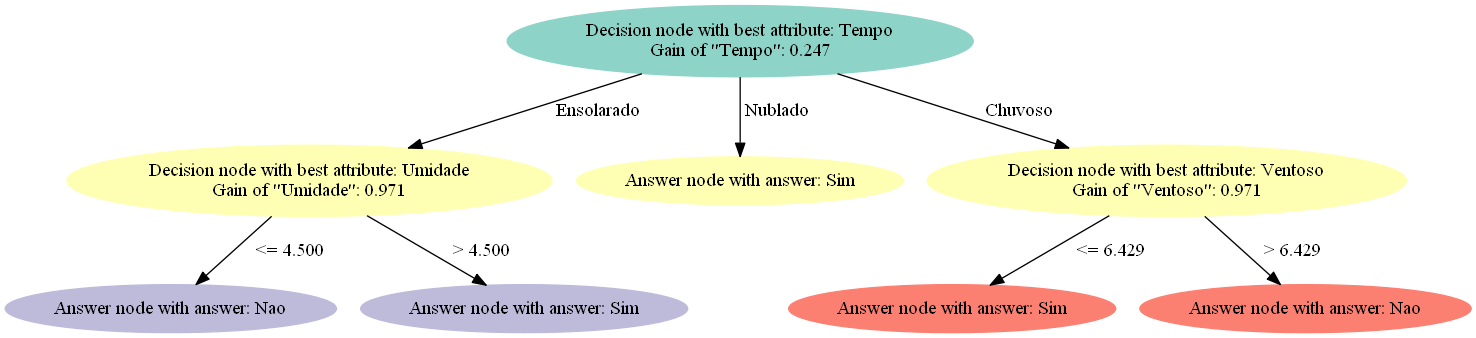 Decision node with best attribute: Tempo
Gain of "Tempo": 0.247
Ensolarado
Nublado
Chuvoso
Decision node with best attribute: Umidade
Gain of "Umidade": 0.971
Answer node with answer: Sim
Decision node with best attribute: Ventoso
Gain of "Ventoso": 0.971
<= 4.500
> 4.500
<= 6.429
> 6.429
Answer node with answer: Nao
Answer node with answer: Sim
Answer node with answer: Sim
Answer node with answer: Nao